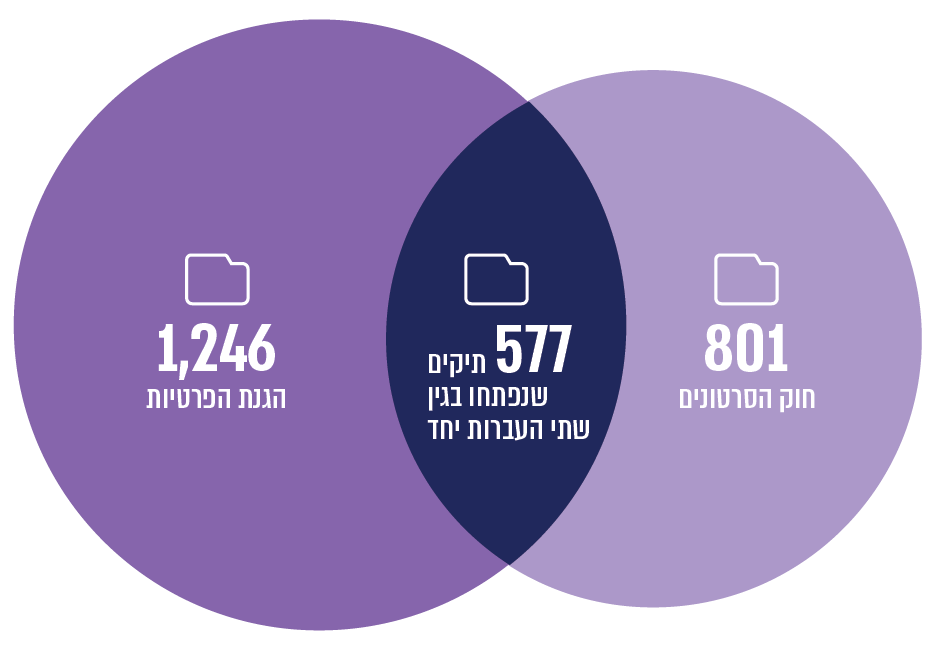 801
חוק הסרטונים
577 תיקים
שנפתחו בגין
שתי העברות יחד
1,246
הגנת הפרטיות